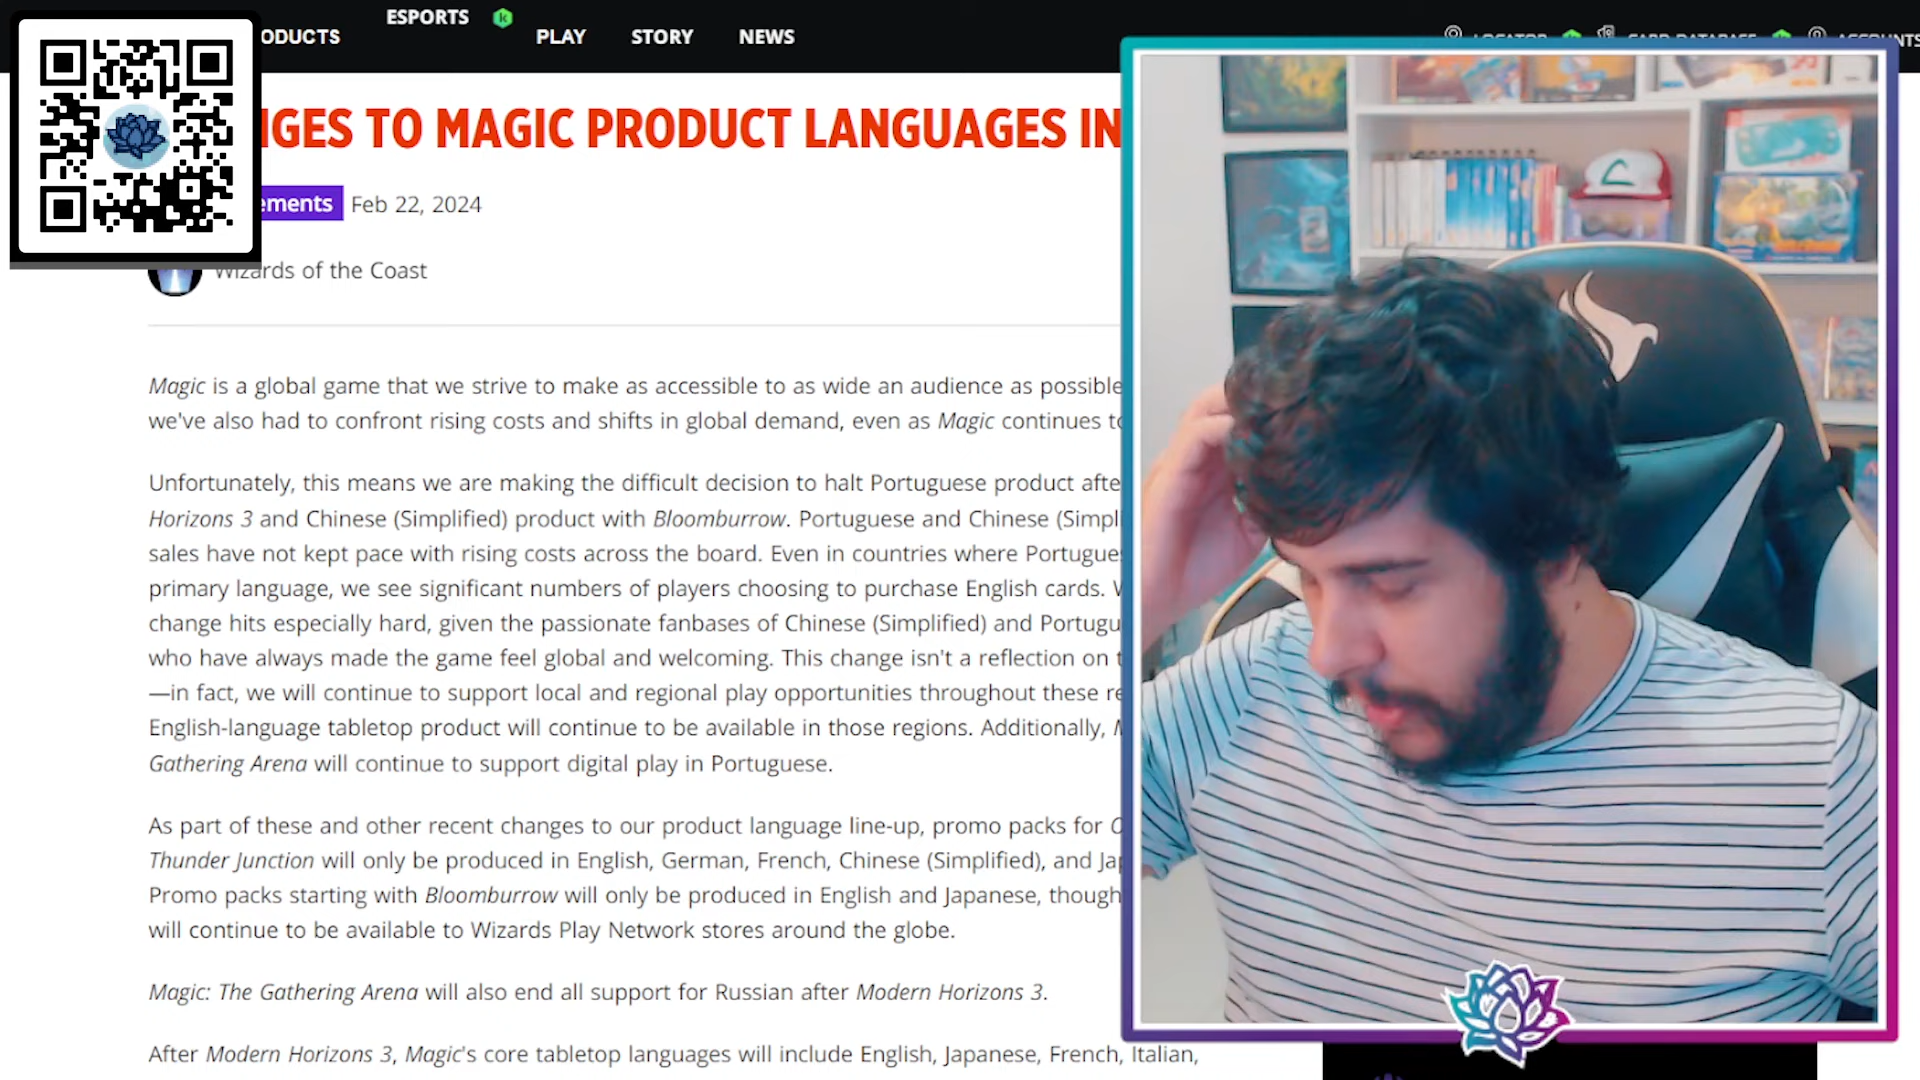 ODUCTS
ESPORTS
PLAY
STORY
NEWS
LOCATOR
CARD DATABASE
ACCOUNTS
NGES TO MAGIC PRODUCT LANGUAGES IN
ements
Feb 22, 2024
Wizards of the Coast
Magic is a global game that we strive to make as accessible to as wide an audience as possible
we've also had to confront rising costs and shifts in global demand, even as Magic continues to
Unfortunately, this means we are making the difficult decision to halt Portuguese product afte
Horizons 3 and Chinese (Simplified) product with Bloomburrow. Portuguese and Chinese (Simpl
sales have not kept pace with rising costs across the board. Even in countries where Portugue
primary language, we see significant numbers of players choosing to purchase English cards.
change hits especially hard, given the passionate fanbases of Chinese (Simplified) and Portugu
who have always made the game feel global and welcoming. This change isn't a reflection on t
—in fact, we will continue to support local and regional play opportunities throughout these re
English-language tabletop product will continue to be available in those regions. Additionally,
Gathering Arena will continue to support digital play in Portuguese.
As part of these and other recent changes to our product language line-up, promo packs for O
Thunder Junction will only be produced in English, German, French, Chinese (Simplified), and Jap
Promo packs starting with Bloomburrow will only be produced in English and Japanese, though
will continue to be available to Wizards Play Network stores around the globe.
Magic: The Gathering Arena will also end all support for Russian after Modern Horizons 3.
After Modern Horizons 3, Magic's core tabletop languages will include English, Japanese, French, Italian,